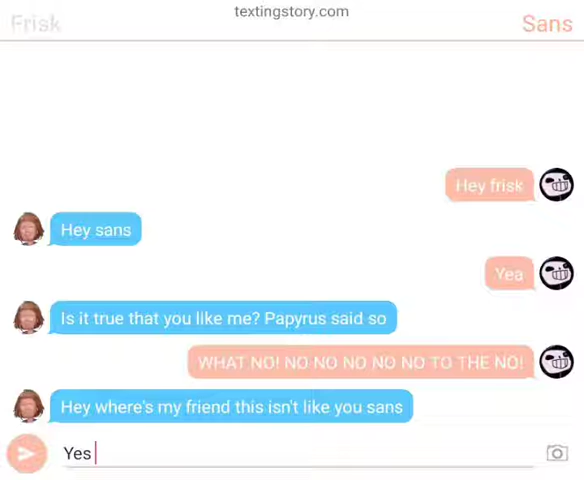 textingstory.com
Frisk
Sans
Hey frisk
Hey sans
Yea
Is it true that you like me? Papyrus said so
WHAT NO! NO NO NO NO NO TO THE NO!
Hey where's my friend this isn't like you sans
Yes